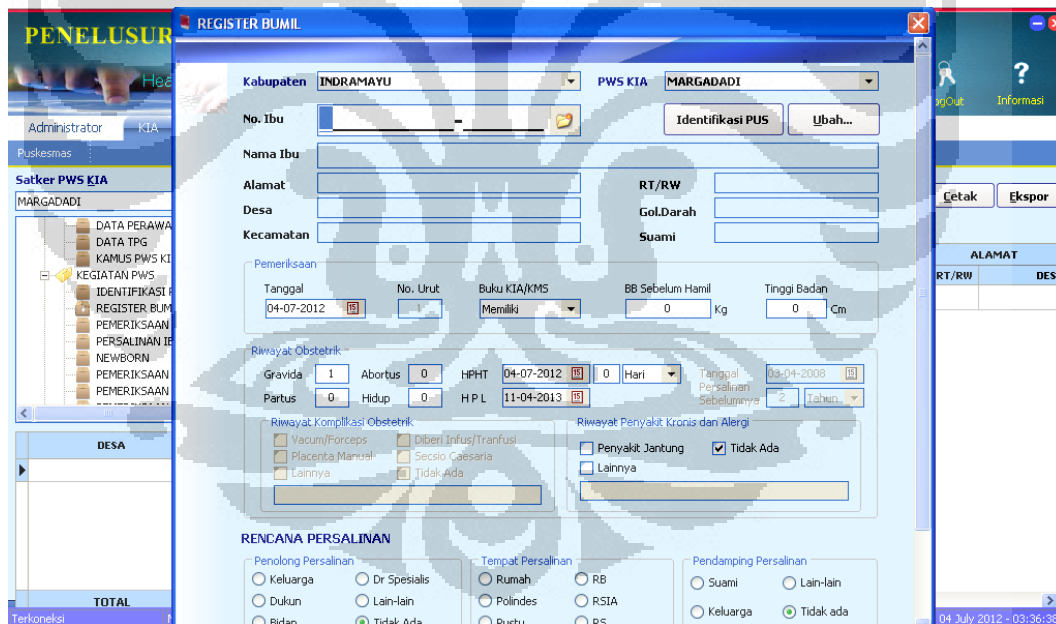 PENELUSUR
REGISTER BUMIL
Hea
ogOut
Informasi
Administrator KIA
Puskesmas
Satker PWS KIA
MARGADADI
DATA PERAWA
DATA TPG
KAMUS PWS KI
KEGIATAN PWS
IDENTIFIKASI P
REGISTER BUM
PEMERIKSAAN
PERSALINAN IB
NEWBORN
PEMERIKSAAN
PEMERIKSAAN
DESA
TOTAL
Terkoneksi
Kabupaten INDRAMAYU PWS KIA MARGADADI
No. Ibu - Identifikasi PUS Ubah...
Nama Ibu
Alamat RT/RW
Desa Gol.Darah
Kecamatan Suami
Pemeriksaan
Tanggal No. Urut Buku KIA/KMS BB Sebelum Hamil Tinggi Badan
04-07-2012 15 1 Memiliki 0 Kg 0 Cm
Riwayat Obstetrik
Gravida 1 Abortus 0 HPHT 04-07-2012 15 0 Hari Tanggal 03-04-2008 15
Persalinan
Partus 0 Hidup 0 H P L 11-04-2013 15 Sebelumnya 2 Tahun
Riwayat Komplikasi Obstetrik Riwayat Penyakit Kronis dan Alergi
Vacum/Forceps Diberi Infus/Tranfusi Penyakit Jantung Tidak Ada
Placenta Manual Secsio Caesaria
Lainnya Tidak Ada Lainnya
RENCANA PERSALINAN
Penolong Persalinan Tempat Persalinan Pendamping Persalinan
Keluarga Dr Spesialis Rumah RB Suami Lain-lain
Dukun Lain-lain Polindes RSIA Keluarga Tidak ada
Bidan Tidak Ada Pustu RS
Cetak Ekspor
ALAMAT
RT/RW DES
04 July 2012 - 03:36:38